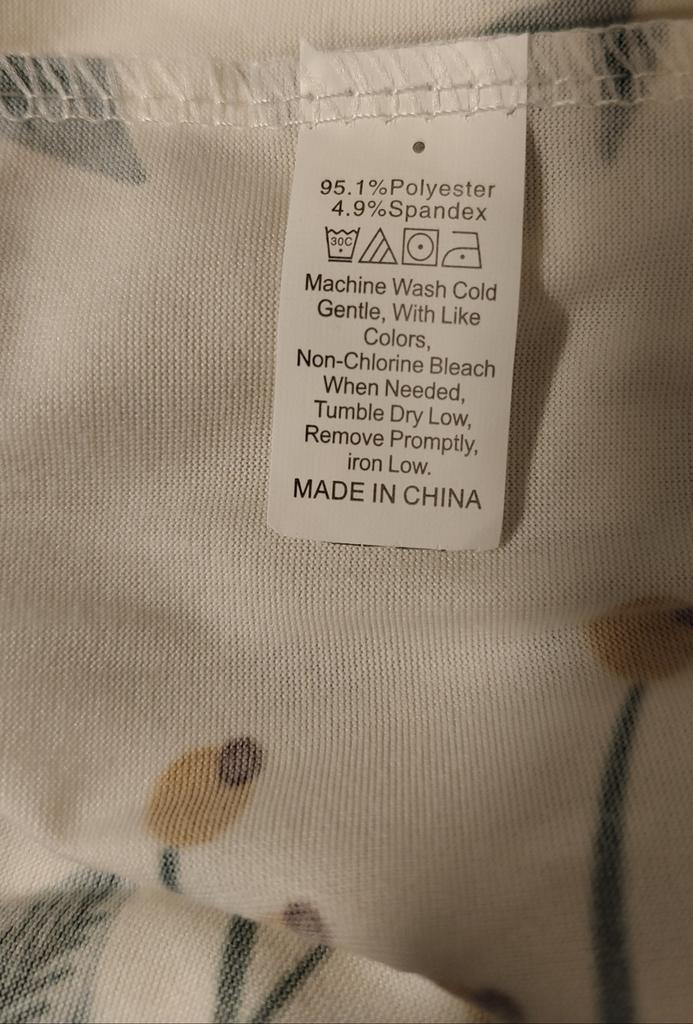 95.1%Polyester
4.9%Spandex
30C
Machine Wash Cold
Gentle, With Like
Colors,
Non-Chlorine Bleach
When Needed,
Tumble Dry Low,
Remove Promptly,
iron Low.
MADE IN CHINA